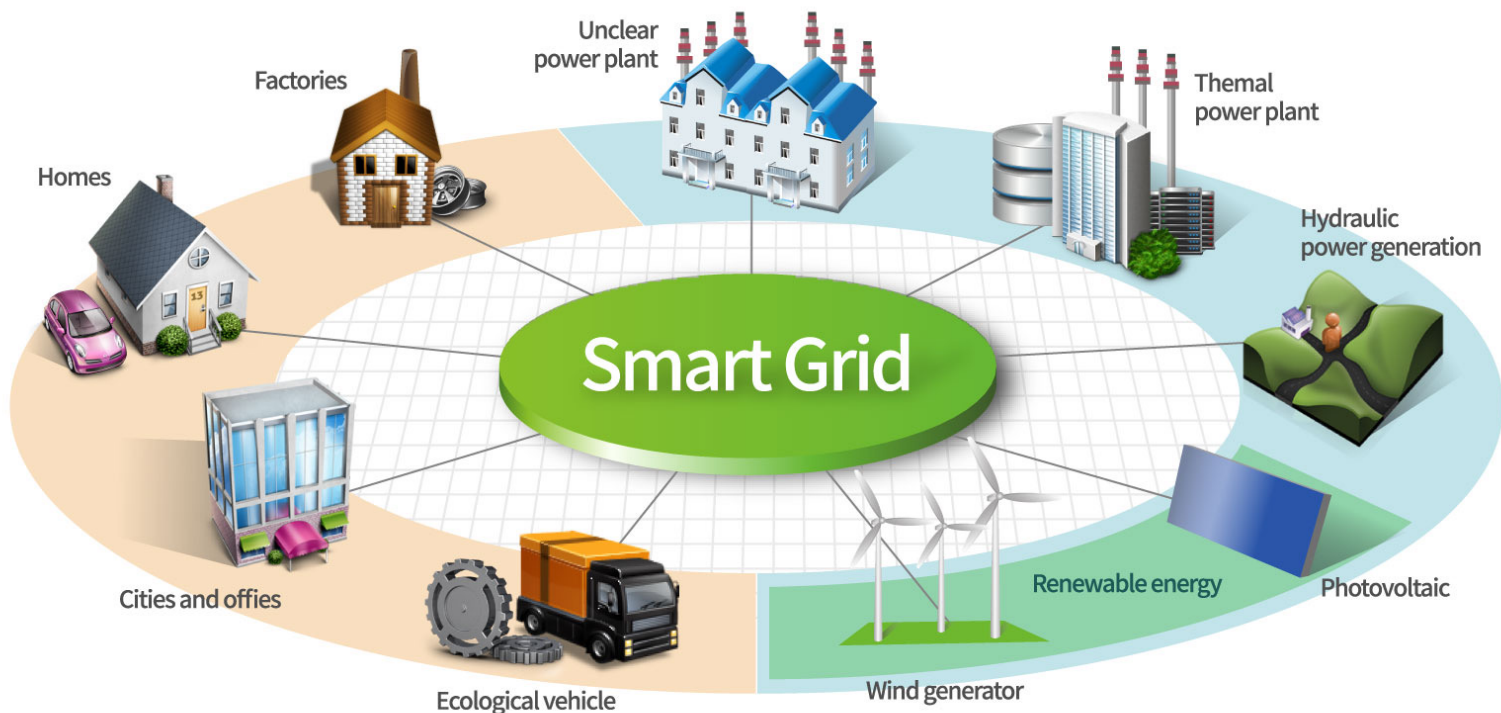 Unclear
power plant
Factories
Themal
power plant
Homes
Hydraulic
power generation
13
Smart Grid
Renewable energy
Photovoltaic
Cities and offies
Wind generator
Ecological vehicle